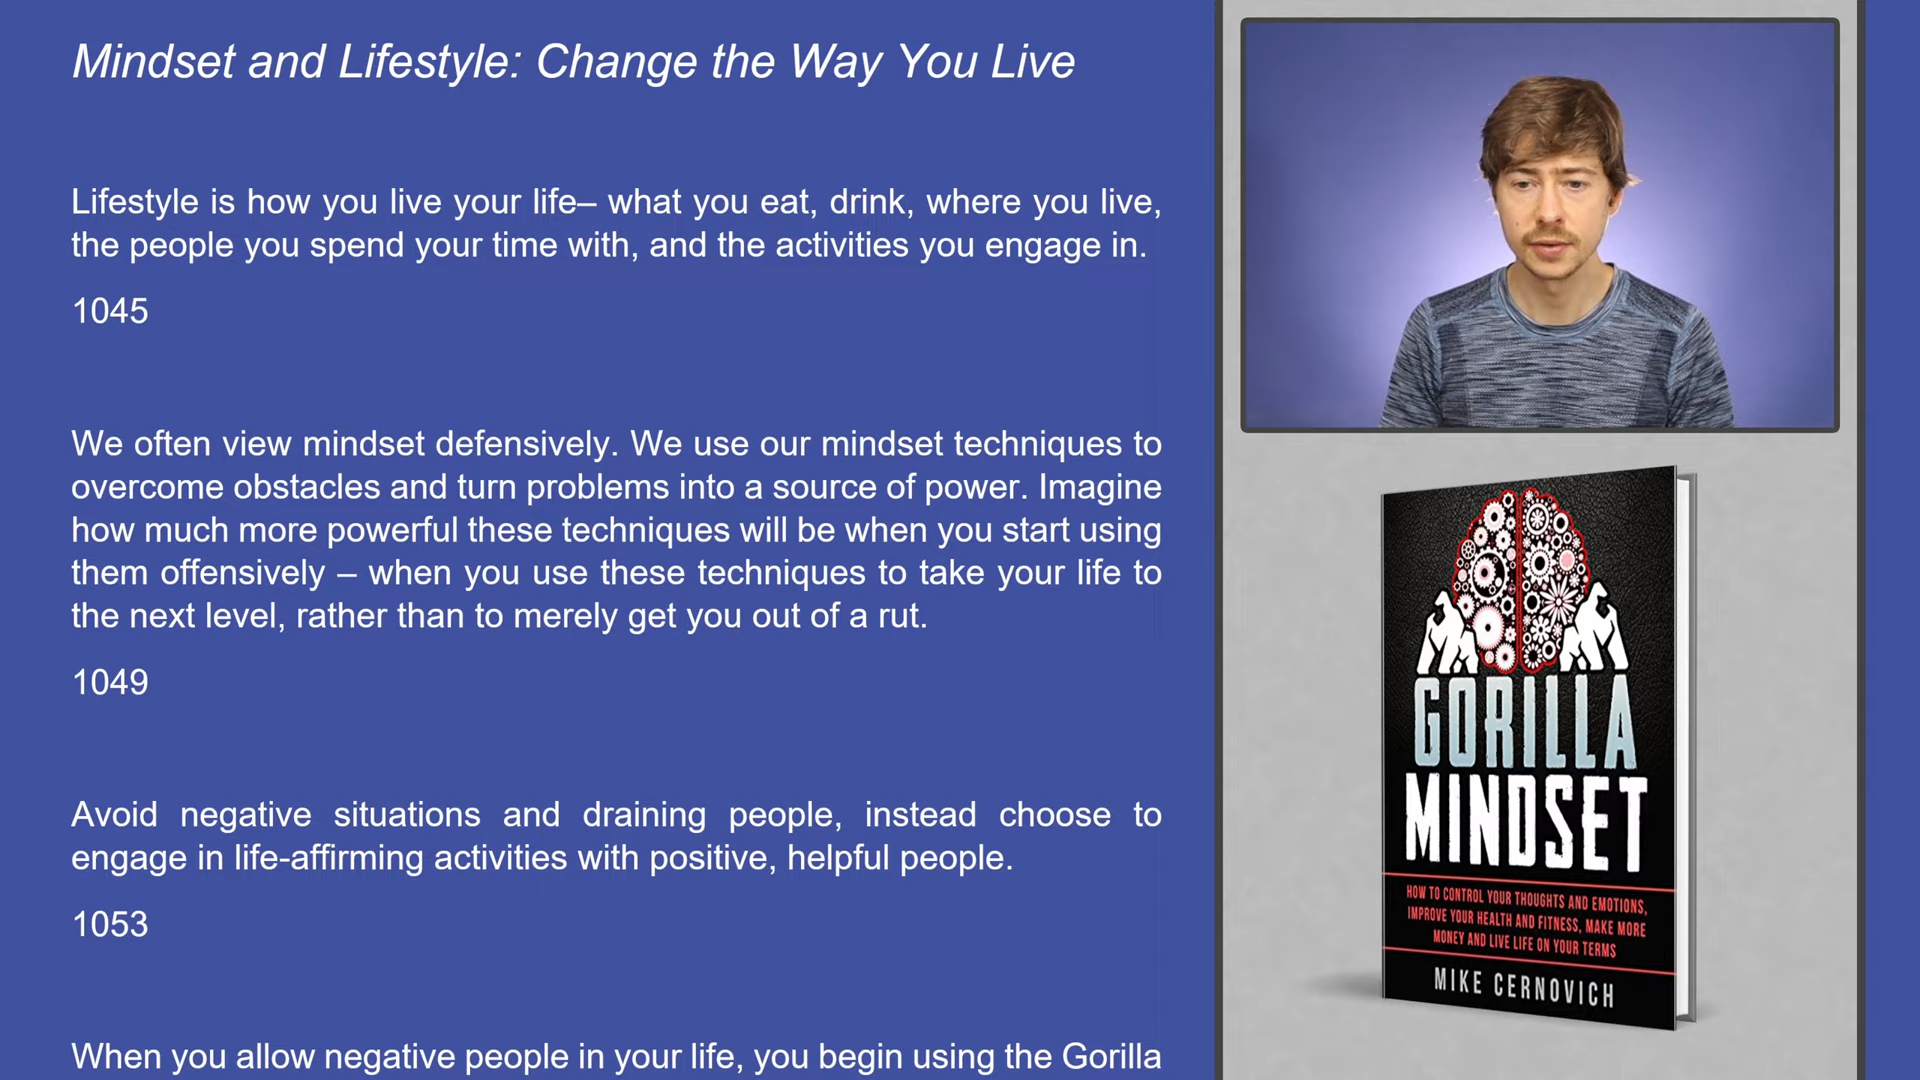 Mindset and Lifestyle: Change the Way You Live
Lifestyle is how you live your life– what you eat, drink, where you live,
the people you spend your time with, and the activities you engage in.
1045
We often view mindset defensively. We use our mindset techniques to
overcome obstacles and turn problems into a source of power. Imagine
how much more powerful these techniques will be when you start using
them offensively – when you use these techniques to take your life to
the next level, rather than to merely get you out of a rut.
1049
Avoid negative situations and draining people, instead choose to
engage in life-affirming activities with positive, helpful people.
1053
When you allow negative people in your life, you begin using the Gorilla
GORILLA
MINDSET
HOW TO CONTROL YOUR THOUGHTS AND EMOTIONS,
IMPROVE YOUR HEALTH AND FITNESS, MAKE MORE
MONEY AND LIVE LIFE ON YOUR TERMS
MIKE CERNOVICH